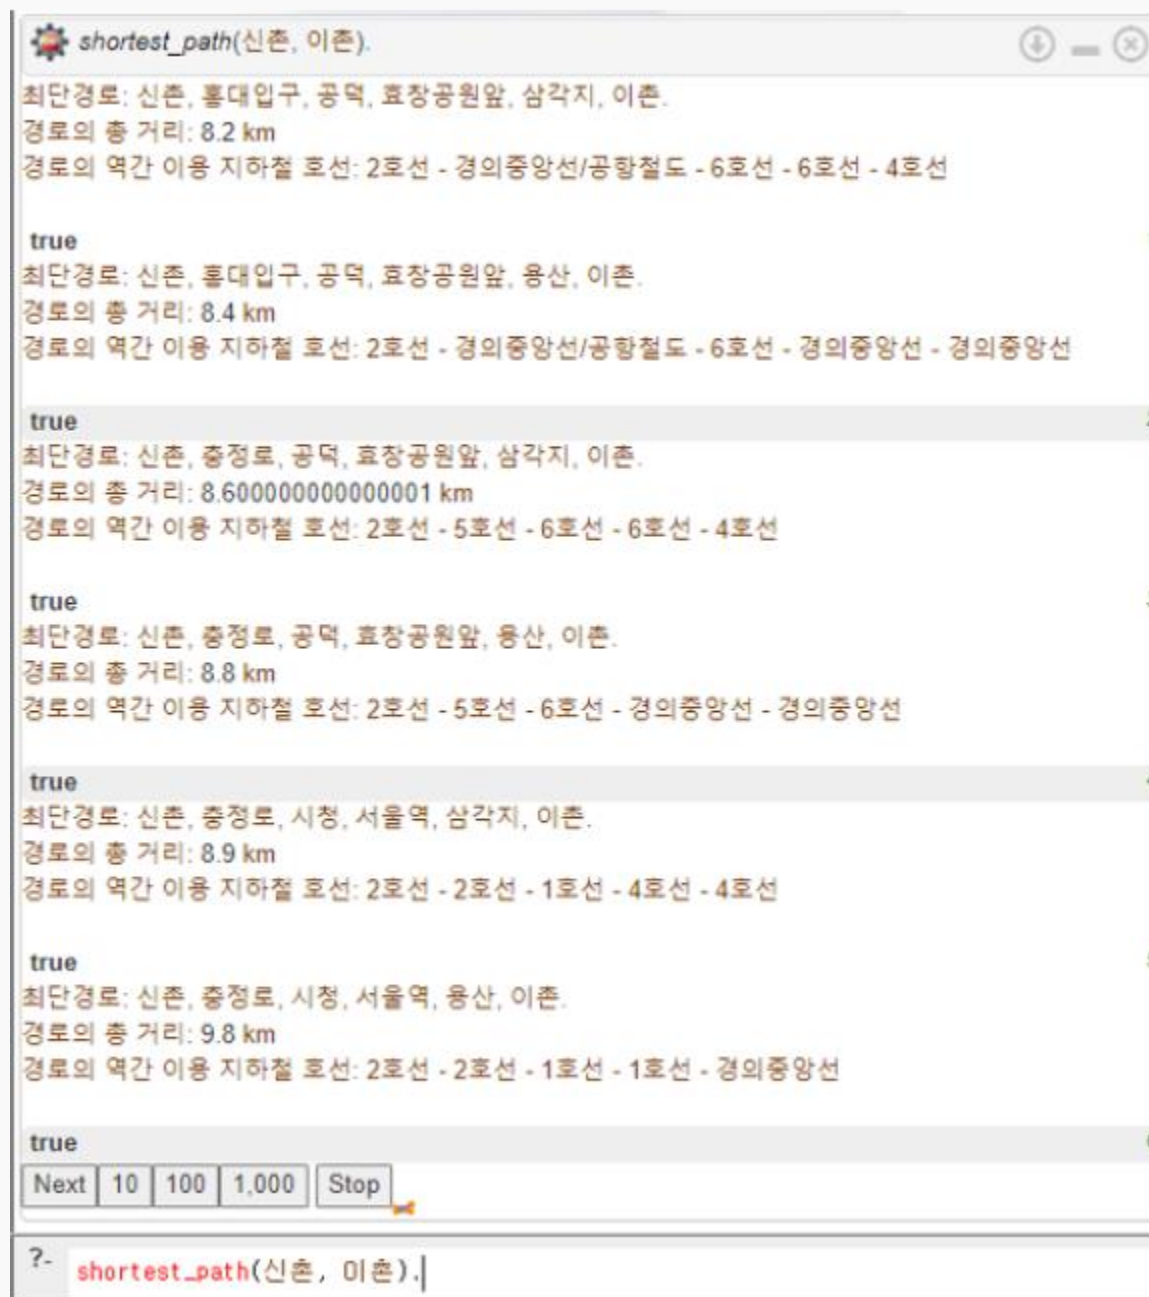 shortest_path(신촌, 이촌).
최단경로: 신촌, 홍대입구, 공덕, 효창공원앞, 삼각지, 이촌.
경로의 총 거리: 8.2 km
경로의 역간 이용 지하철 호선: 2호선 - 경의중앙선/공항철도 - 6호선 - 6호선 - 4호선
true
최단경로: 신촌, 홍대입구, 공덕, 효창공원앞, 용산, 이촌.
경로의 총 거리: 8.4 km
경로의 역간 이용 지하철 호선: 2호선 - 경의중앙선/공항철도 - 6호선 - 경의중앙선 - 경의중앙선
true
최단경로: 신촌, 충정로, 공덕, 효창공원앞, 삼각지, 이촌.
경로의 총 거리: 8.600000000000001 km
경로의 역간 이용 지하철 호선: 2호선 - 5호선 - 6호선 - 6호선 - 4호선
true
최단경로: 신촌, 충정로, 공덕, 효창공원앞, 용산, 이촌.
경로의 총 거리: 8.8 km
경로의 역간 이용 지하철 호선: 2호선 - 5호선 - 6호선 - 경의중앙선 - 경의중앙선
true
최단경로: 신촌, 충정로, 시청, 서울역, 삼각지, 이촌.
경로의 총 거리: 8.9 km
경로의 역간 이용 지하철 호선: 2호선 - 2호선 - 1호선 - 4호선 - 4호선
true
최단경로: 신촌, 충정로, 시청, 서울역, 용산, 이촌.
경로의 총 거리: 9.8 km
경로의 역간 이용 지하철 호선: 2호선 - 2호선 - 1호선 - 1호선 - 경의중앙선
true
Next 10 100 1,000 Stop
?- shortest_path(신촌, 이촌).